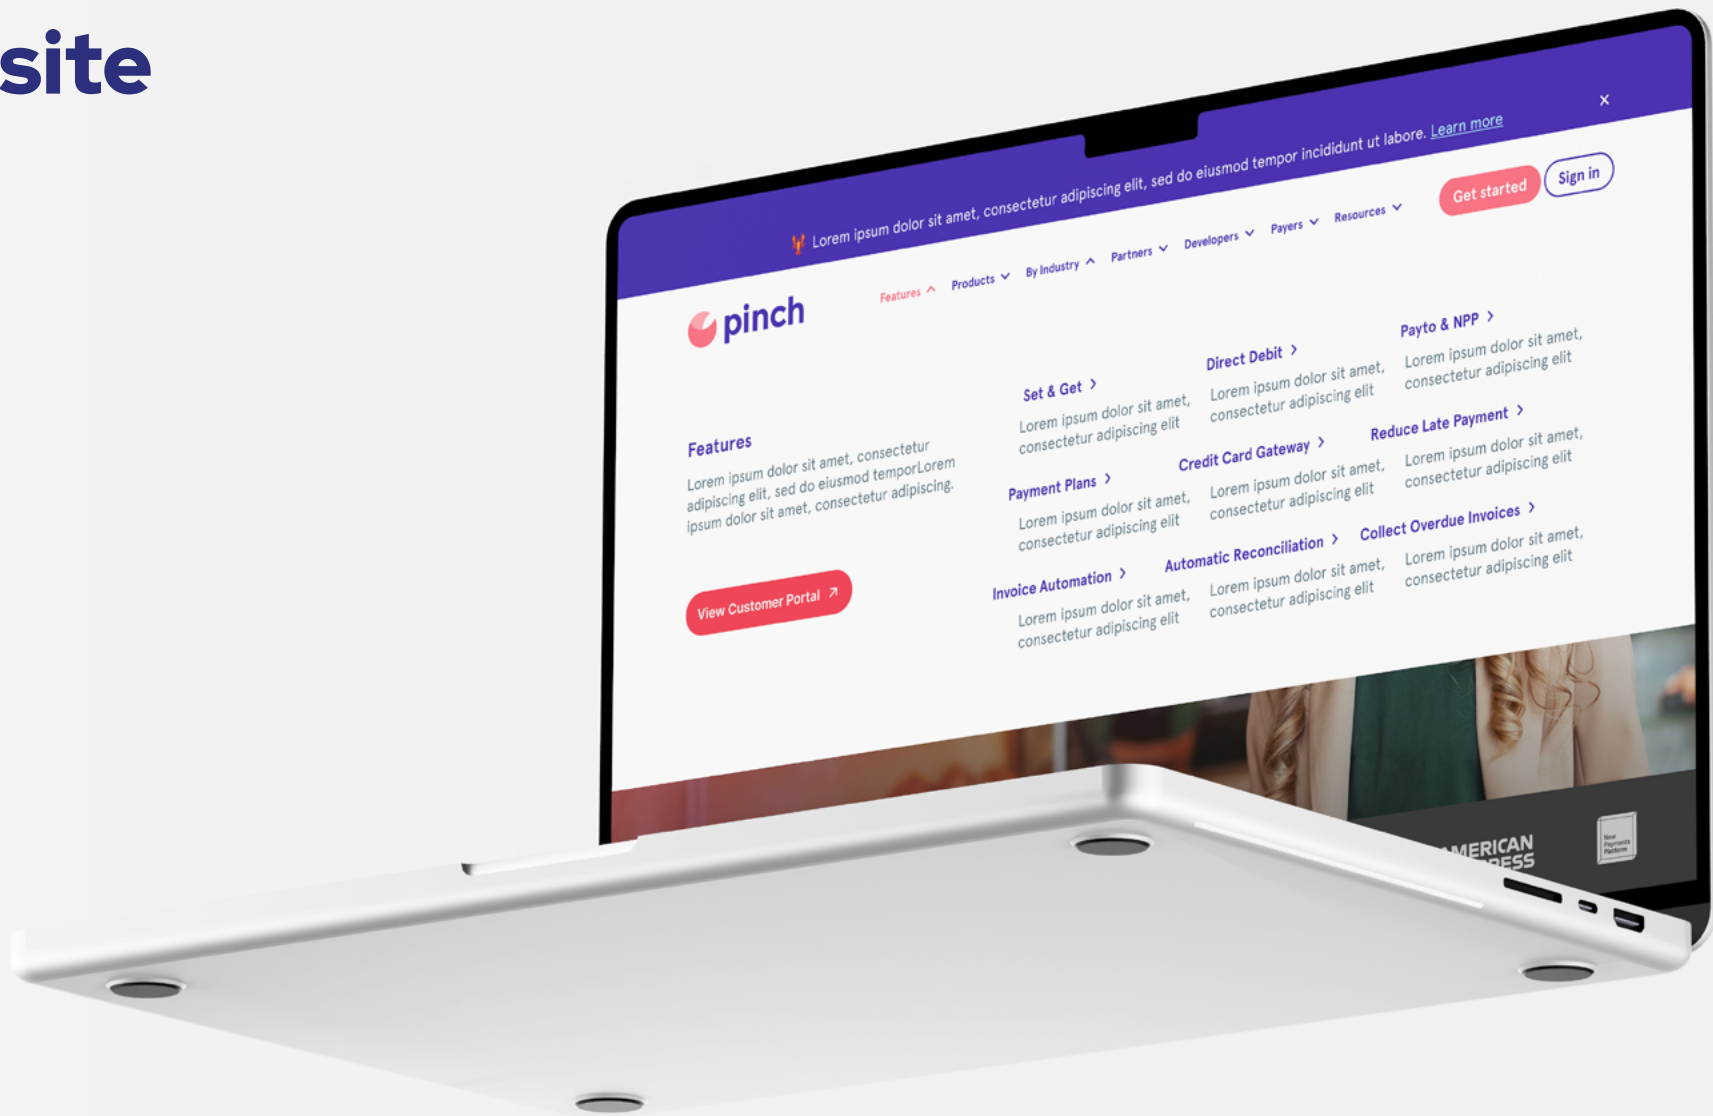 site
Lorem ipsum dolor sit amet, consectetur adipiscing elit, sed do eiusmod tempor incididunt ut labore. Learn more
x
Get started
Sign in
pinch
Features
Products
By Industry
Partners
Developers
Payers
Resources
Features
Lorem ipsum dolor sit amet, consectetur
adipiscing elit, sed do eiusmod temporLorem
ipsum dolor sit amet, consectetur adipiscing.
View Customer Portal
Set & Get
Lorem ipsum dolor sit amet,
consectetur adipiscing elit
Direct Debit
Lorem ipsum dolor sit amet,
consectetur adipiscing elit
Payto & NPP
Lorem ipsum dolor sit amet,
consectetur adipiscing elit
Payment Plans
Lorem ipsum dolor sit amet,
consectetur adipiscing elit
Credit Card Gateway
Lorem ipsum dolor sit amet,
consectetur adipiscing elit
Reduce Late Payment
Lorem ipsum dolor sit amet,
consectetur adipiscing elit
Invoice Automation
Lorem ipsum dolor sit amet,
consectetur adipiscing elit
Automatic Reconciliation
Lorem ipsum dolor sit amet,
consectetur adipiscing elit
Collect Overdue Invoices
Lorem ipsum dolor sit amet,
consectetur adipiscing elit
MERICAN
RESS
New
Payments
Platform